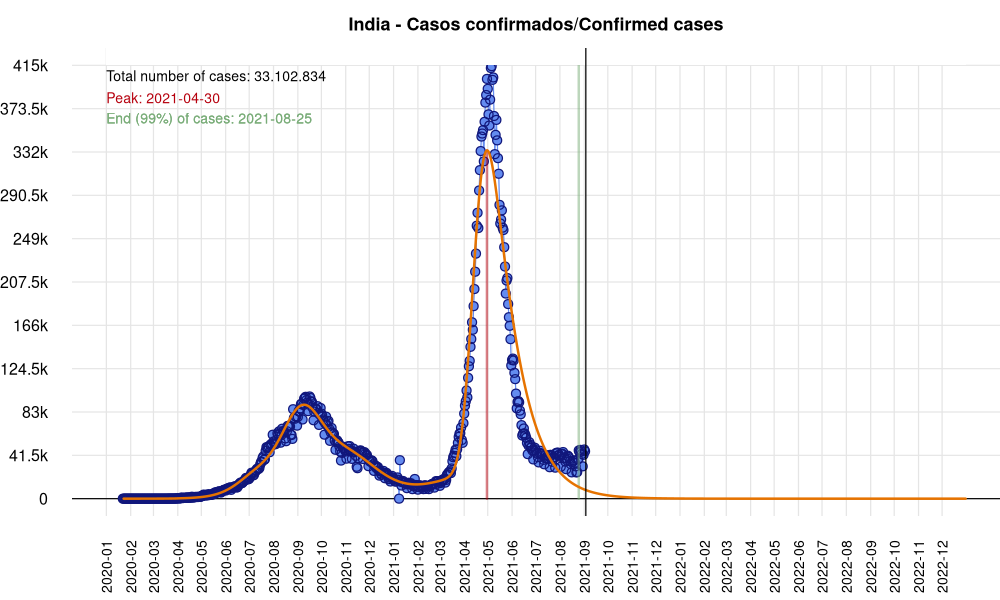 India - Casos confirmados/Confirmed cases
Total number of cases: 33.102.834
Peak: 2021-04-30
End (99%) of cases: 2021-08-25
415k
373.5k
332k
290.5k
249k
207.5k
166k
124.5k
83k
41.5k
0
2020-01
2020-02
2020-03
2020-04
2020-05
2020-06
2020-07
2020-08
2020-09
2020-10
2020-11
2020-12
2021-01
2021-02
2021-03
2021-04
2021-05
2021-06
2021-07
2021-08
2021-09
2021-10
2021-11
2021-12
2022-01
2022-02
2022-03
2022-04
2022-05
2022-06
2022-07
2022-08
2022-09
2022-10
2022-11
2022-12